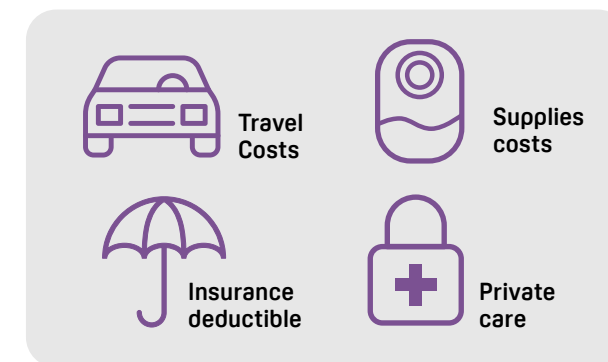 Travel
Costs
Supplies
costs
Insurance
deductible
Private
care